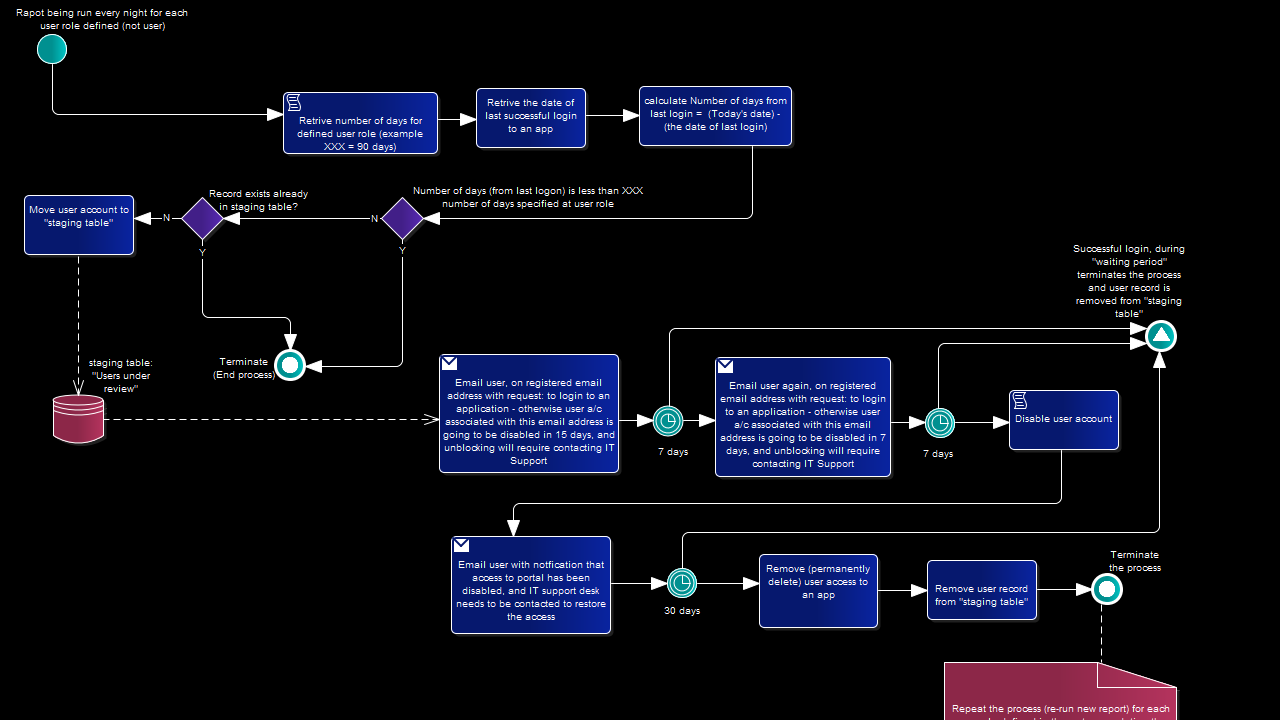 Rapot being run every night for each
user role defined (not user)
Retrive number of days for
defined user role (example
XXX = 90 days)
Retrive the date of
last successful login
to an app
calculate Number of days from
last login =  (Today's date) -
(the date of last login)
Move user account to
"staging table"
N
Record exists already
in staging table?
Y
N
Number of days (from last logon) is less than XXX
number of days specified at user role
Y
Successful login, during
"waiting period"
terminates the process
and user record is
removed from "staging
table"
staging table:
"Users under
review"
Terminate
(End process)
Email user, on registered email
address with request: to login to an
application - otherwise user a/c
associated with this email address is
going to be disabled in 15 days, and
unblocking will require contacting IT
Support
7 days
Email user again, on registered
email address with request: to login
to an application - otherwise user
a/c associated with this email
address is going to be disabled in 7
days, and unblocking will require
contacting IT Support
7 days
Disable user account
Email user with notfication that
access to portal has been
disabled, and IT support desk
needs to be contacted to restore
the access
30 days
Remove (permanently
delete) user access to
an app
Remove user record
from "staging table"
Terminate
the process
Repeat the process (re-run new report) for each